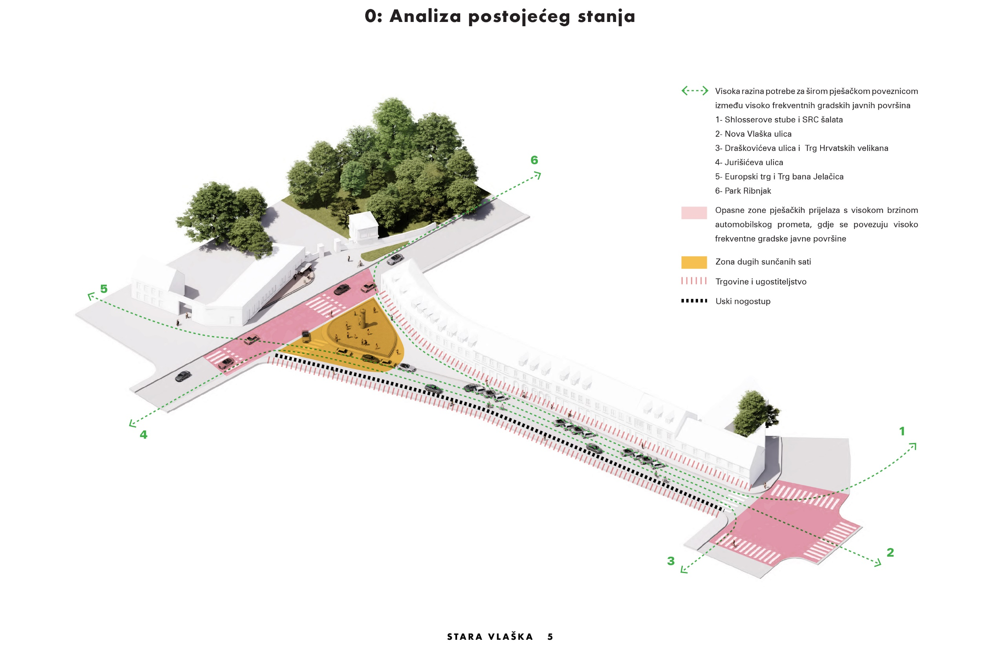 0: Analiza postojećeg stanja
Visoka razina potrebe za širom pješačkom poveznicom
između visoko frekventnih gradskih javnih površina
1- Shlosserove stube i SRC šalata
2- Nova Vlaška ulica
3- Draškovićeva ulica i Trg Hrvatskih velikana
4- Jurišićeva ulica
5- Europski trg i Trg bana Jelačica
6- Park Ribnjak
Opasne zone pješačkih prijelaza s visokom brzinom
automobilskog prometa, gdje se povezuju visoko
frekventne gradske javne površine
Zona dugih sunčanih sati
Trgovine i ugostiteljstvo
Uski nogostup
6
5
4
1
2
3
STARA VLAŠKA 5